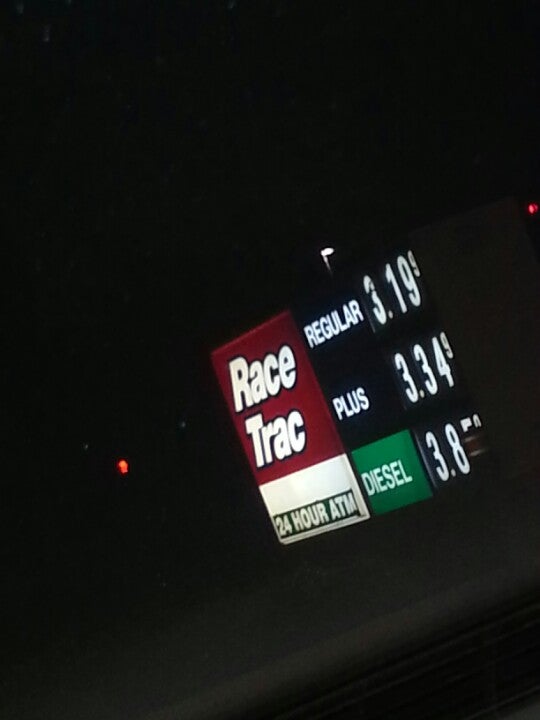 Race
Trac
24 HOUR ATM
REGULAR 3.19⁹
PLUS 3.34⁹
DIESEL 3.8